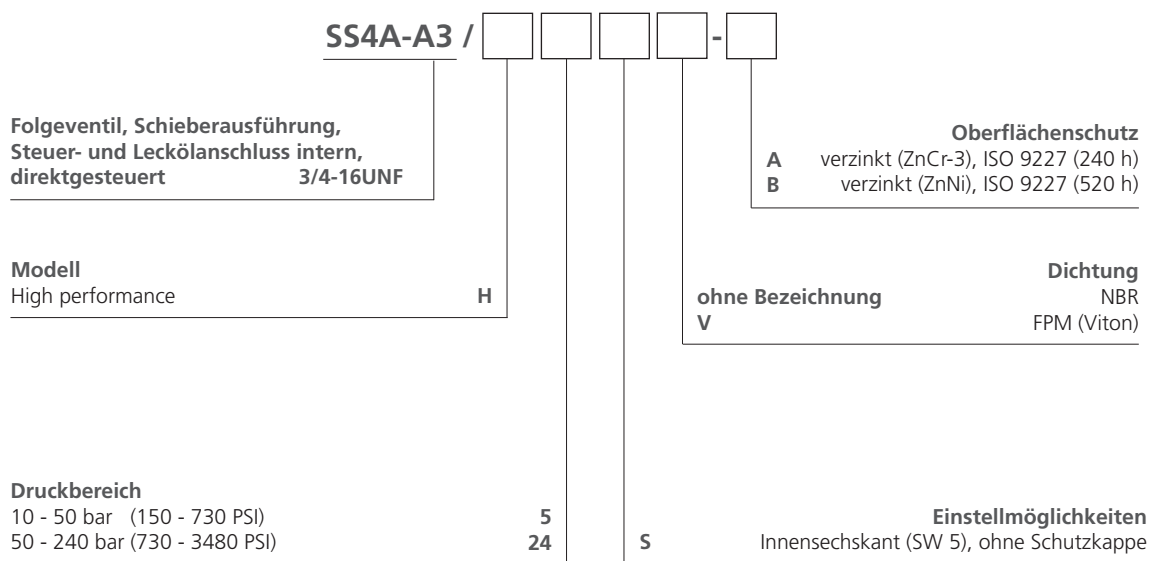 SS4A-A3 / -
Folgeventil, Schieberausführung,
Steuer- und Leckölanschluss intern,
direktgesteuert 3/4-16UNF
Oberflächenschutz
A verzinkt (ZnCr-3), ISO 9227 (240 h)
B verzinkt (ZnNi), ISO 9227 (520 h)
Modell
High performance H
Dichtung
ohne Bezeichnung NBR
V FPM (Viton)
Druckbereich
10 - 50 bar (150 - 730 PSI) 5
50 - 240 bar (730 - 3480 PSI) 24
Einstellmöglichkeiten
S Innensechskant (SW 5), ohne Schutzkappe